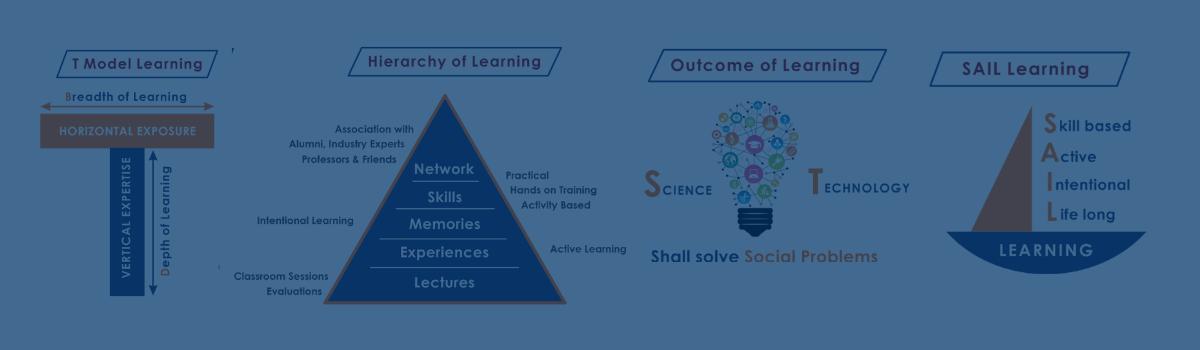 T Model Learning
Breadth of Learning
HORIZONTAL EXPOSURE
VERTICAL EXPERTISE
Depth of Learning
Hierarchy of Learning
Association with
Alumni, Industry Experts
Professors & Friends
Network
Practical
Hands on Training
Activity Based
Skills
Intentional Learning
Memories
Experiences
Active Learning
Classroom Sessions
Evaluations
Lectures
Outcome of Learning
SCIENCE
TECHNOLOGY
Shall solve Social Problems
SAIL Learning
Skill based
Active
Intentional
Life long
LEARNING